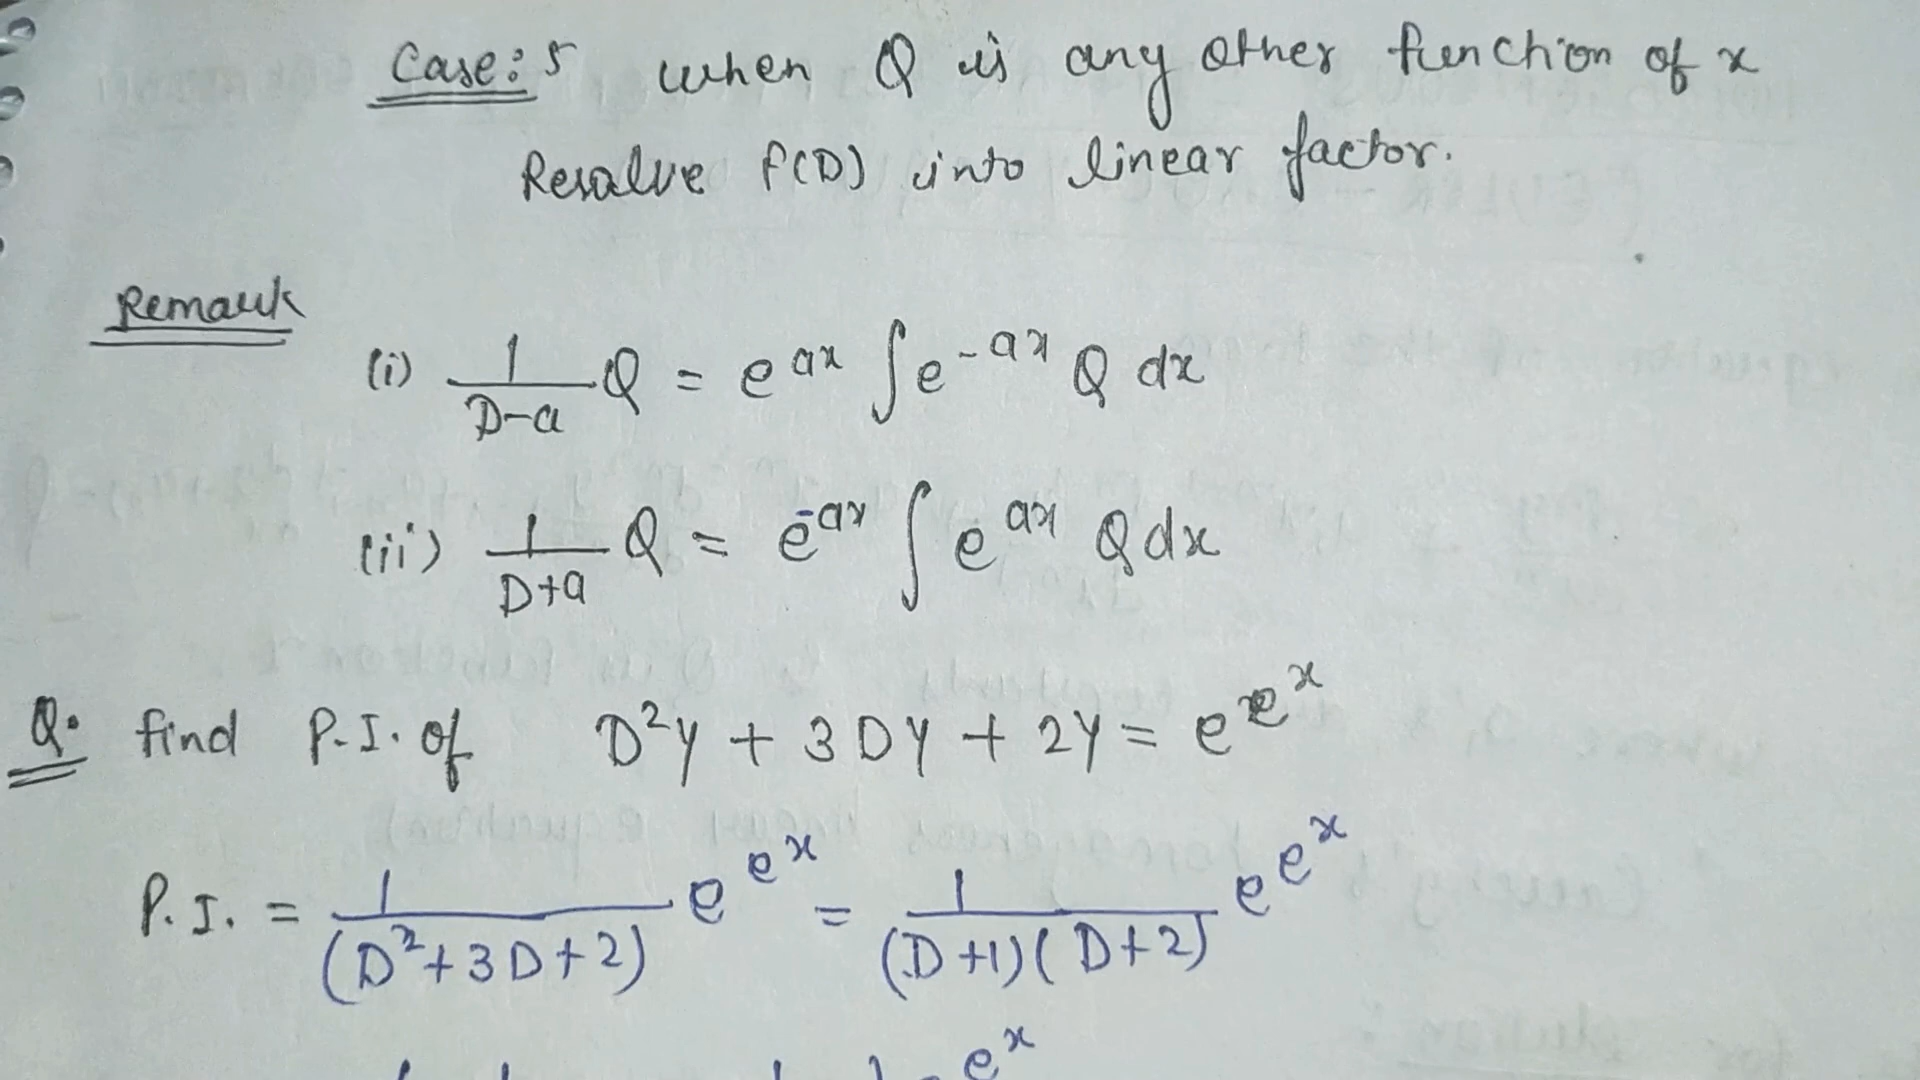 Case: 5 when Q is any other function of x
Resolve f(D) into linear factor.
Remark
(i) 1/(D-a) Q = e^{ax} ∫ e^{-ax} Q dx
(ii) 1/(D+a) Q = e^{-ax} ∫ e^{ax} Q dx
Q. find P.I. of D²y + 3Dy + 2y = e^{e^x}
P.I. = 1/(D²+3D+2) e^{e^x} = 1/((D+1)(D+2)) e^{e^x}
e^x